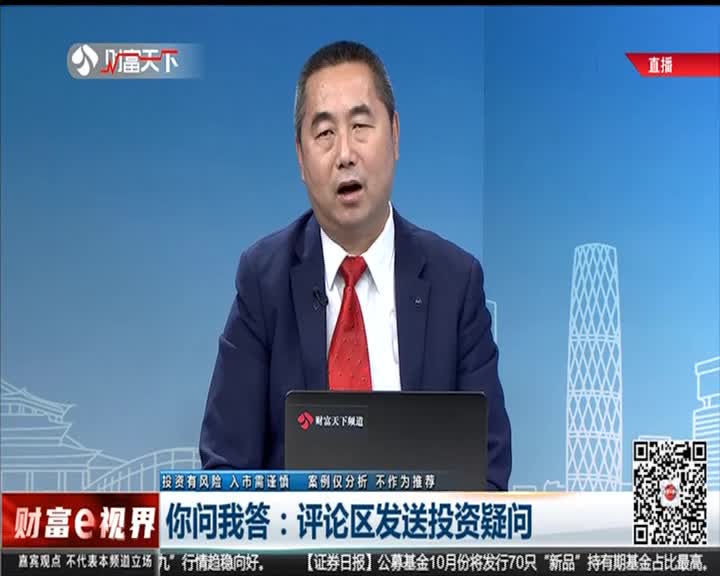 财富天下
直播
财富天下频道
投资有风险 入市需谨慎 案例仅分析 不作为推荐
财富e视界
你问我答：评论区发送投资疑问
嘉宾观点 不代表本频道立场
九”行情趋稳向好。 【证券日报】公募基金10月份将发行70只“新品”持有期基金占比最高。